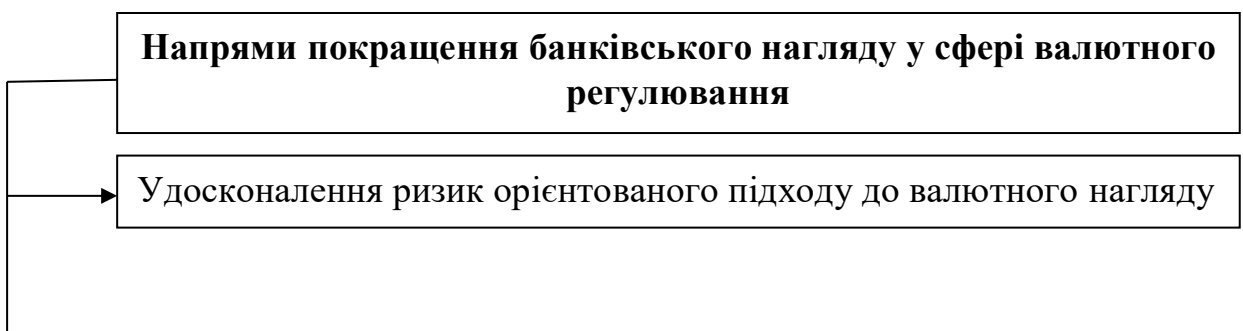 Напрями покращення банківського нагляду у сфері валютного
регулювання
Удосконалення ризик орієнтованого підходу до валютного нагляду